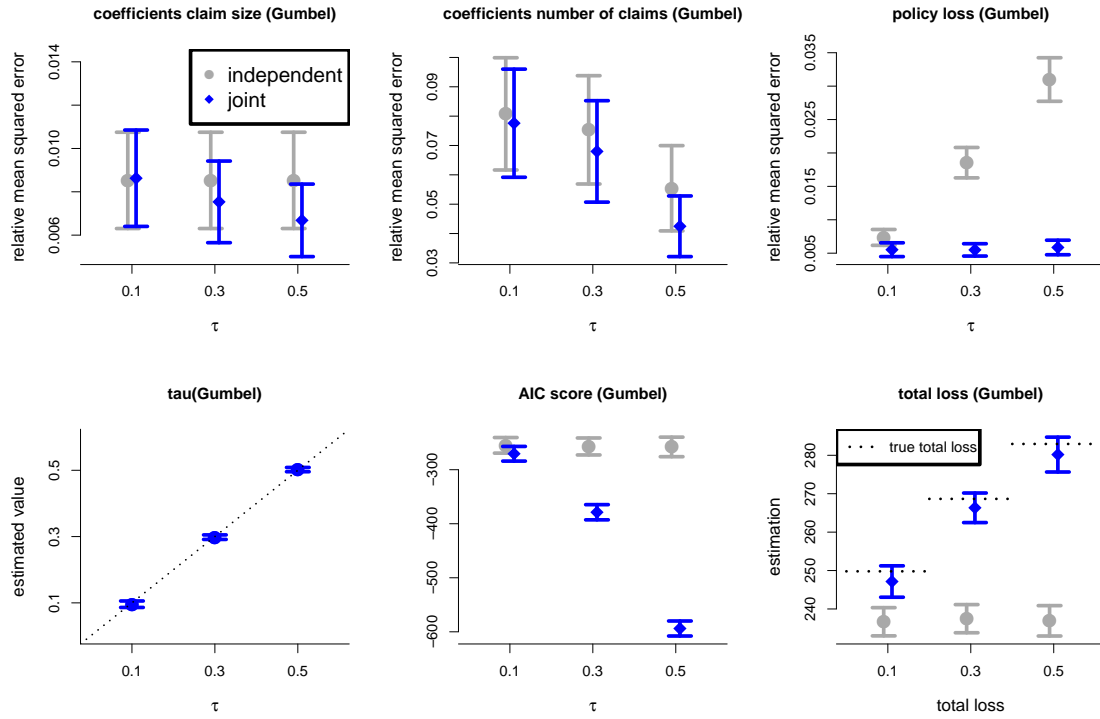 coefficients claim size (Gumbel)
relative mean squared error
0.006
0.010
0.014
independent
joint
0.1
0.3
0.5
τ
coefficients number of claims (Gumbel)
relative mean squared error
0.03
0.05
0.07
0.09
0.1
0.3
0.5
τ
policy loss (Gumbel)
relative mean squared error
0.005
0.015
0.025
0.035
0.1
0.3
0.5
τ
tau(Gumbel)
estimated value
0.1
0.3
0.5
0.1
0.3
0.5
τ
AIC score (Gumbel)
-600
-500
-400
-300
0.1
0.3
0.5
τ
total loss (Gumbel)
estimation
240
250
260
270
280
true total loss
0.1
0.3
0.5
total loss